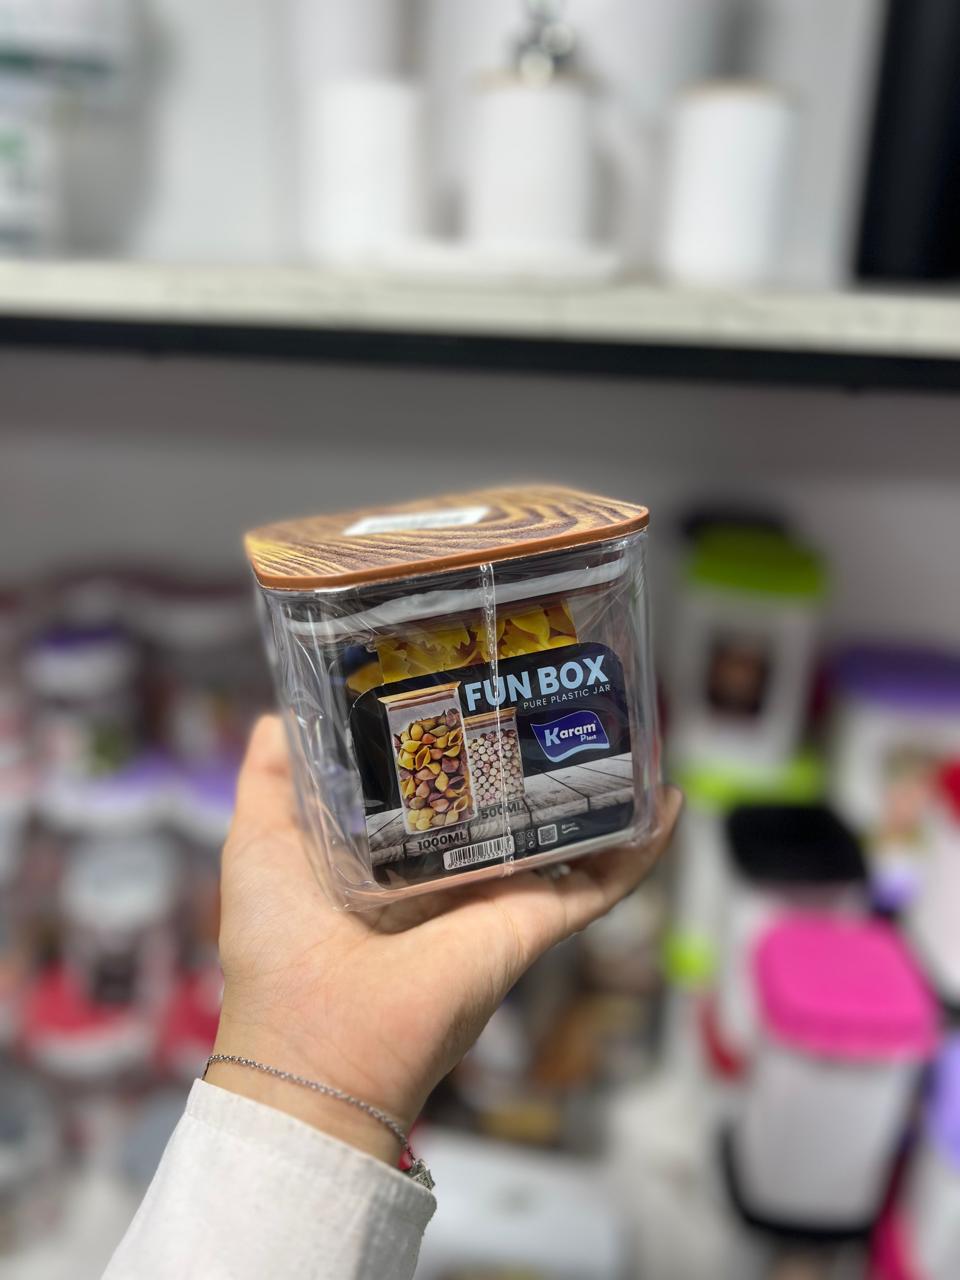 FUN BOX
PURE PLASTIC JAR
Karam
Plast
500ML
1000ML